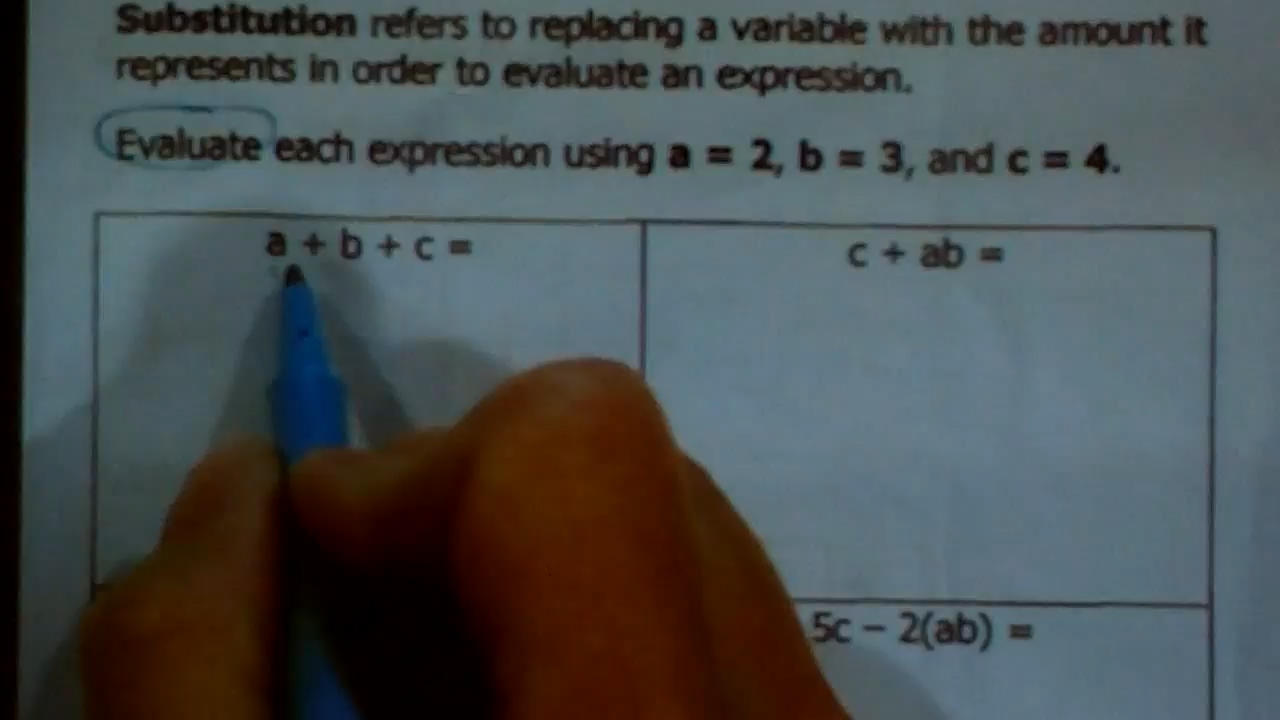 Substitution refers to replacing a variable with the amount it
represents in order to evaluate an expression.
Evaluate each expression using a = 2, b = 3, and c = 4.
a + b + c =
c + ab =
5c – 2(ab) =